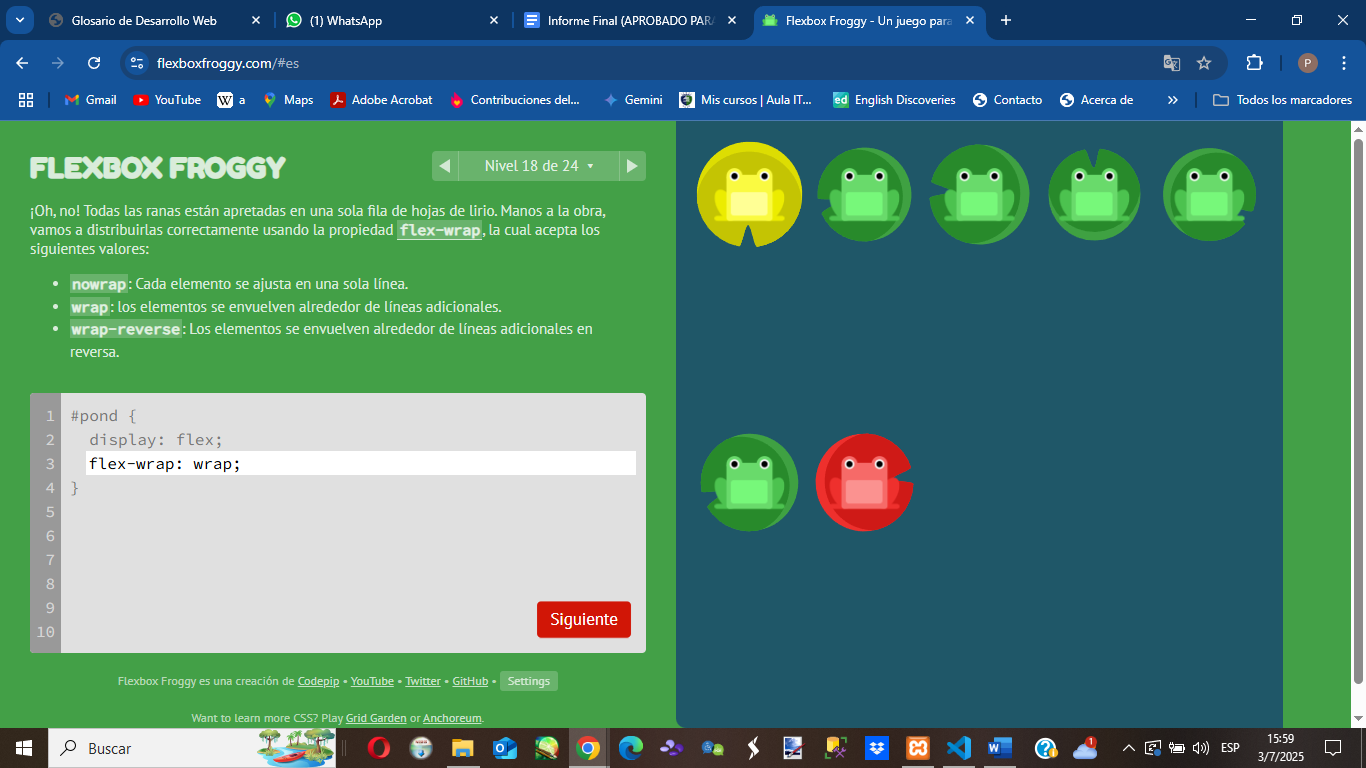 Glosario de Desarrollo Web
(1) WhatsApp
Informe Final (APROBADO PARA
Flexbox Froggy - Un juego para
flexboxfroggy.com/#es
P
Gmail
YouTube
W a
Maps
Adobe Acrobat
Contribuciones del...
Gemini
Mis cursos | Aula IT...
ed English Discoveries
Contacto
Acerca de
»
Todos los marcadores
FLEXBOX FROGGY
Nivel 18 de 24
¡Oh, no! Todas las ranas están apretadas en una sola fila de hojas de lirio. Manos a la obra,
vamos a distribuirlas correctamente usando la propiedad flex-wrap, la cual acepta los
siguientes valores:
• nowrap: Cada elemento se ajusta en una sola línea.
• wrap: los elementos se envuelven alrededor de líneas adicionales.
• wrap-reverse: Los elementos se envuelven alrededor de líneas adicionales en
reversa.
1 #pond {
2 display: flex;
3 flex-wrap: wrap;
4 }
5
6
7
8
9
10
Siguiente
Flexbox Froggy es una creación de Codepip • YouTube • Twitter • GitHub • Settings
Want to learn more CSS? Play Grid Garden or Anchoreum.
Buscar
1
ESP
15:59
3/7/2025